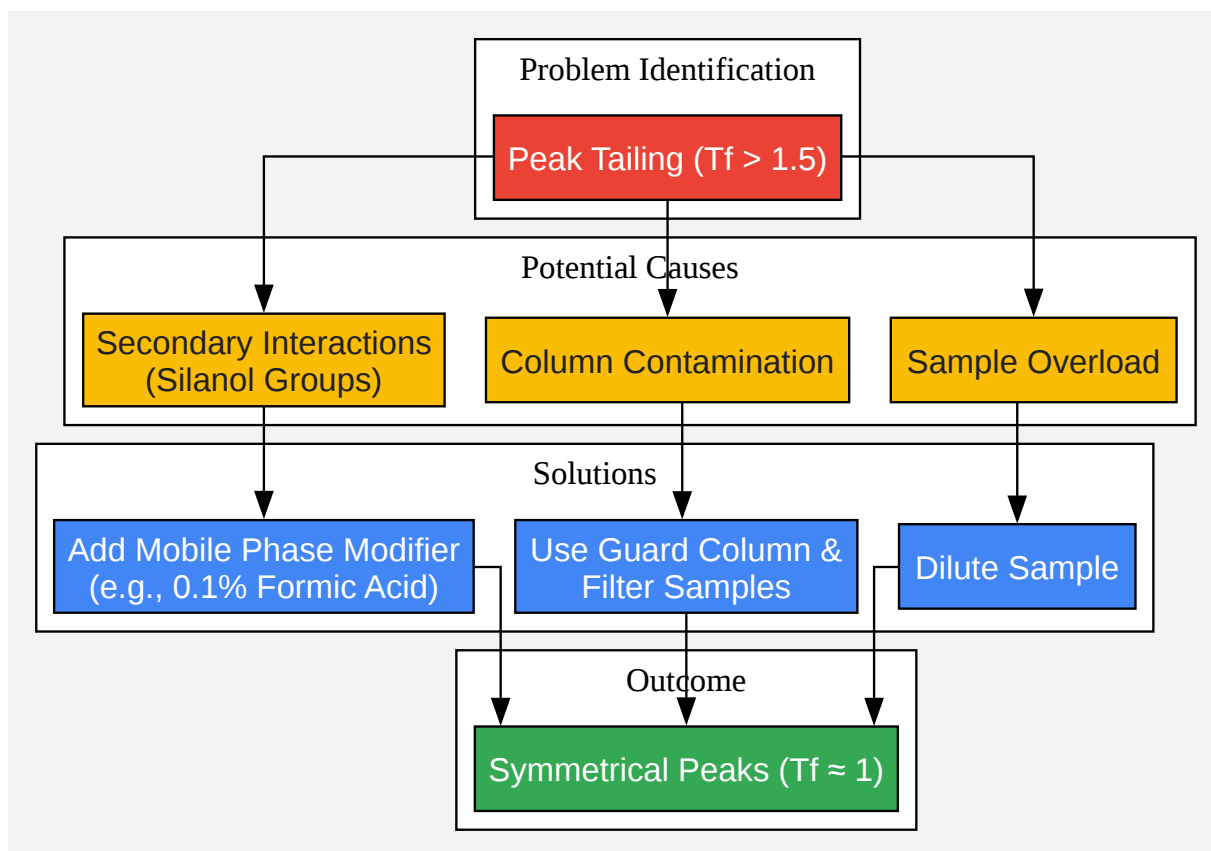 Problem Identification
Peak Tailing (Tf > 1.5)
Potential Causes
Secondary Interactions
(Silanol Groups)
Column Contamination
Sample Overload
Solutions
Add Mobile Phase Modifier
(e.g., 0.1% Formic Acid)
Use Guard Column &
Filter Samples
Dilute Sample
Outcome
Symmetrical Peaks (Tf ≈ 1)